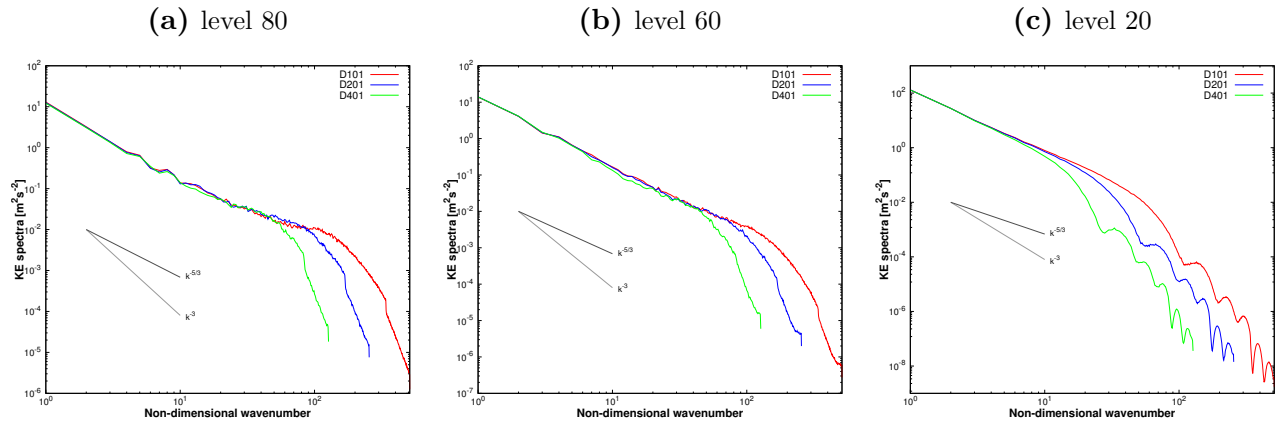 (a) level 80
KE spectra [m²s⁻²]
10²
10¹
10⁰
10⁻¹
10⁻²
10⁻³
10⁻⁴
10⁻⁵
10⁻⁶
D101
D201
D401
k⁻⁵/³
k⁻³
10⁰ 10¹ 10²
Non-dimensional wavenumber
(b) level 60
KE spectra [m²s⁻²]
10²
10¹
10⁰
10⁻¹
10⁻²
10⁻³
10⁻⁴
10⁻⁵
10⁻⁶
10⁻⁷
D101
D201
D401
k⁻⁵/³
k⁻³
10⁰ 10¹ 10²
Non-dimensional wavenumber
(c) level 20
KE spectra [m²s⁻²]
10²
10⁰
10⁻²
10⁻⁴
10⁻⁶
10⁻⁸
D101
D201
D401
k⁻⁵/³
k⁻³
10⁰ 10¹ 10²
Non-dimensional wavenumber